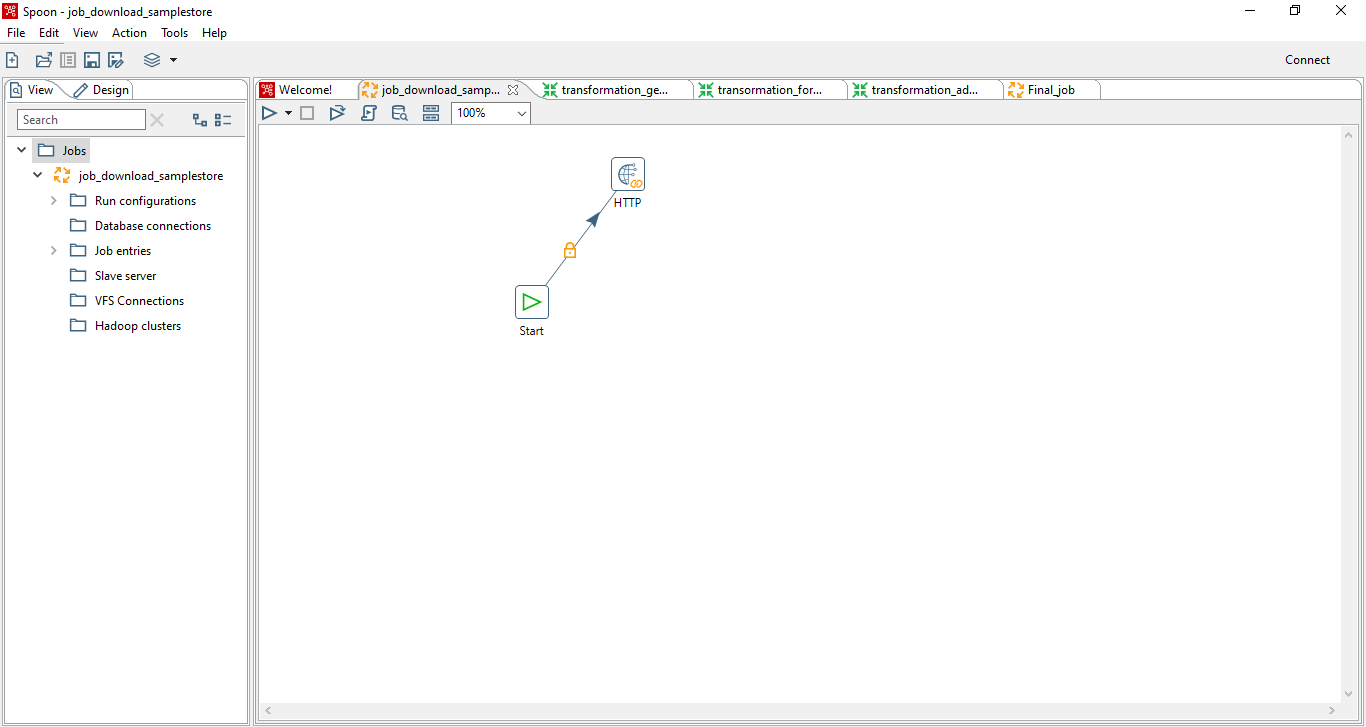 Spoon - job_download_samplestore
File Edit View Action Tools Help
Connect
View Design
Welcome! job_download_samp... transformation_ge... transormation_for... transformation_ad... Final_job
Search
100%
Jobs
job_download_samplestore
Run configurations
Database connections
Job entries
Slave server
VFS Connections
Hadoop clusters
HTTP
Start